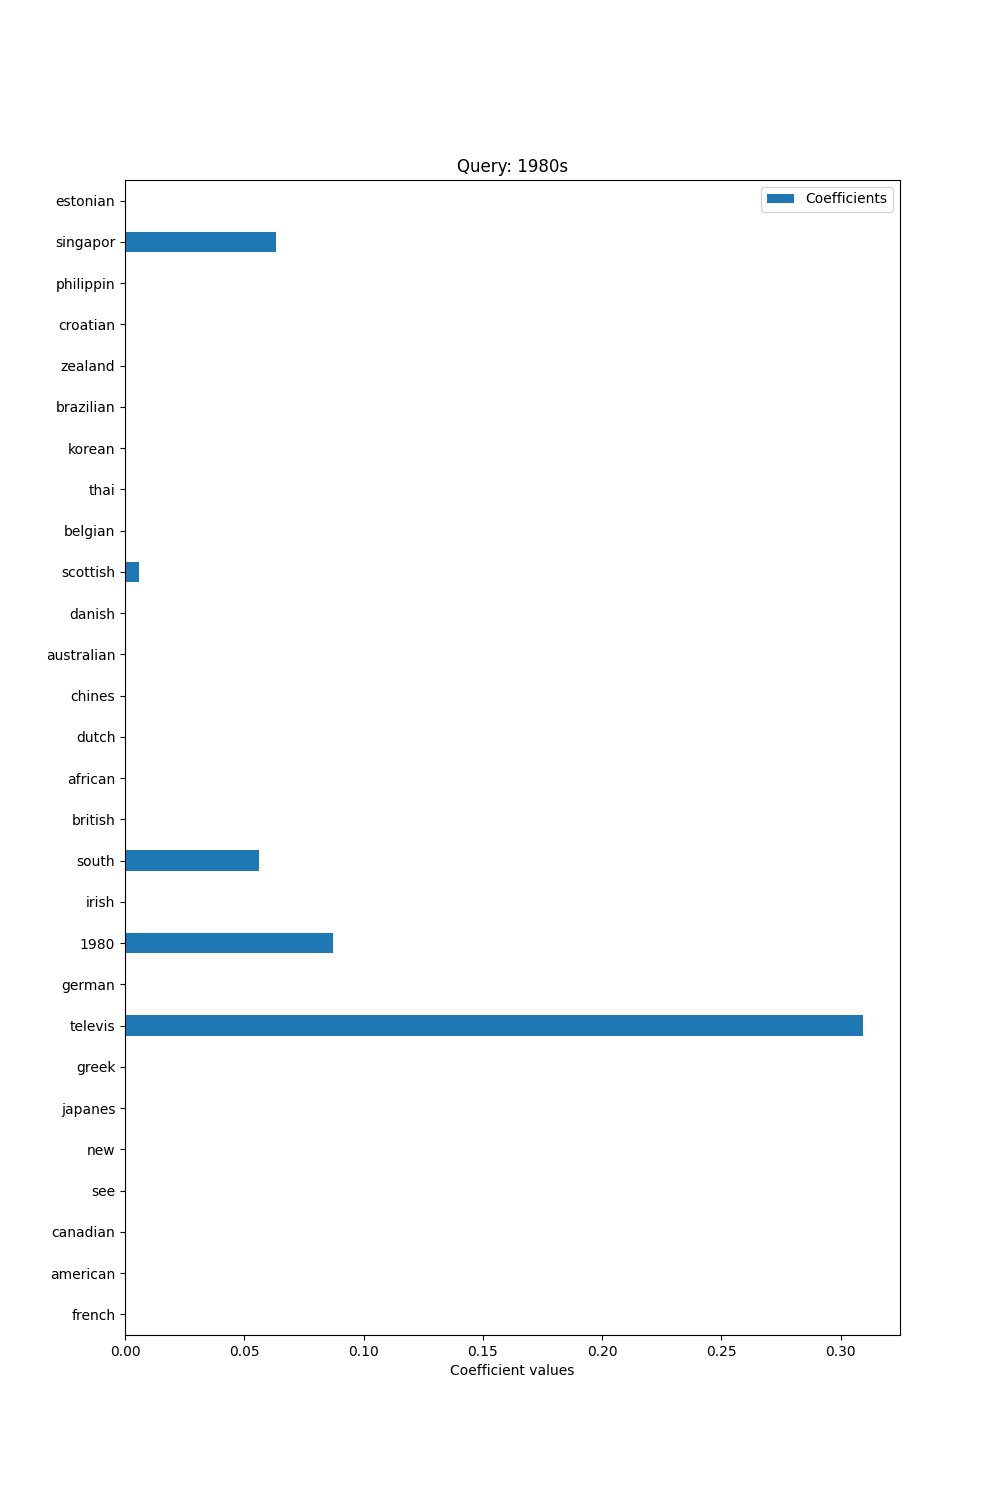 Query: 1980s
Coefficients
estonian
singapor
philippin
croatian
zealand
brazilian
korean
thai
belgian
scottish
danish
australian
chines
dutch
african
british
south
irish
1980
german
televis
greek
japanes
new
see
canadian
american
french
0.00 0.05 0.10 0.15 0.20 0.25 0.30
Coefficient values